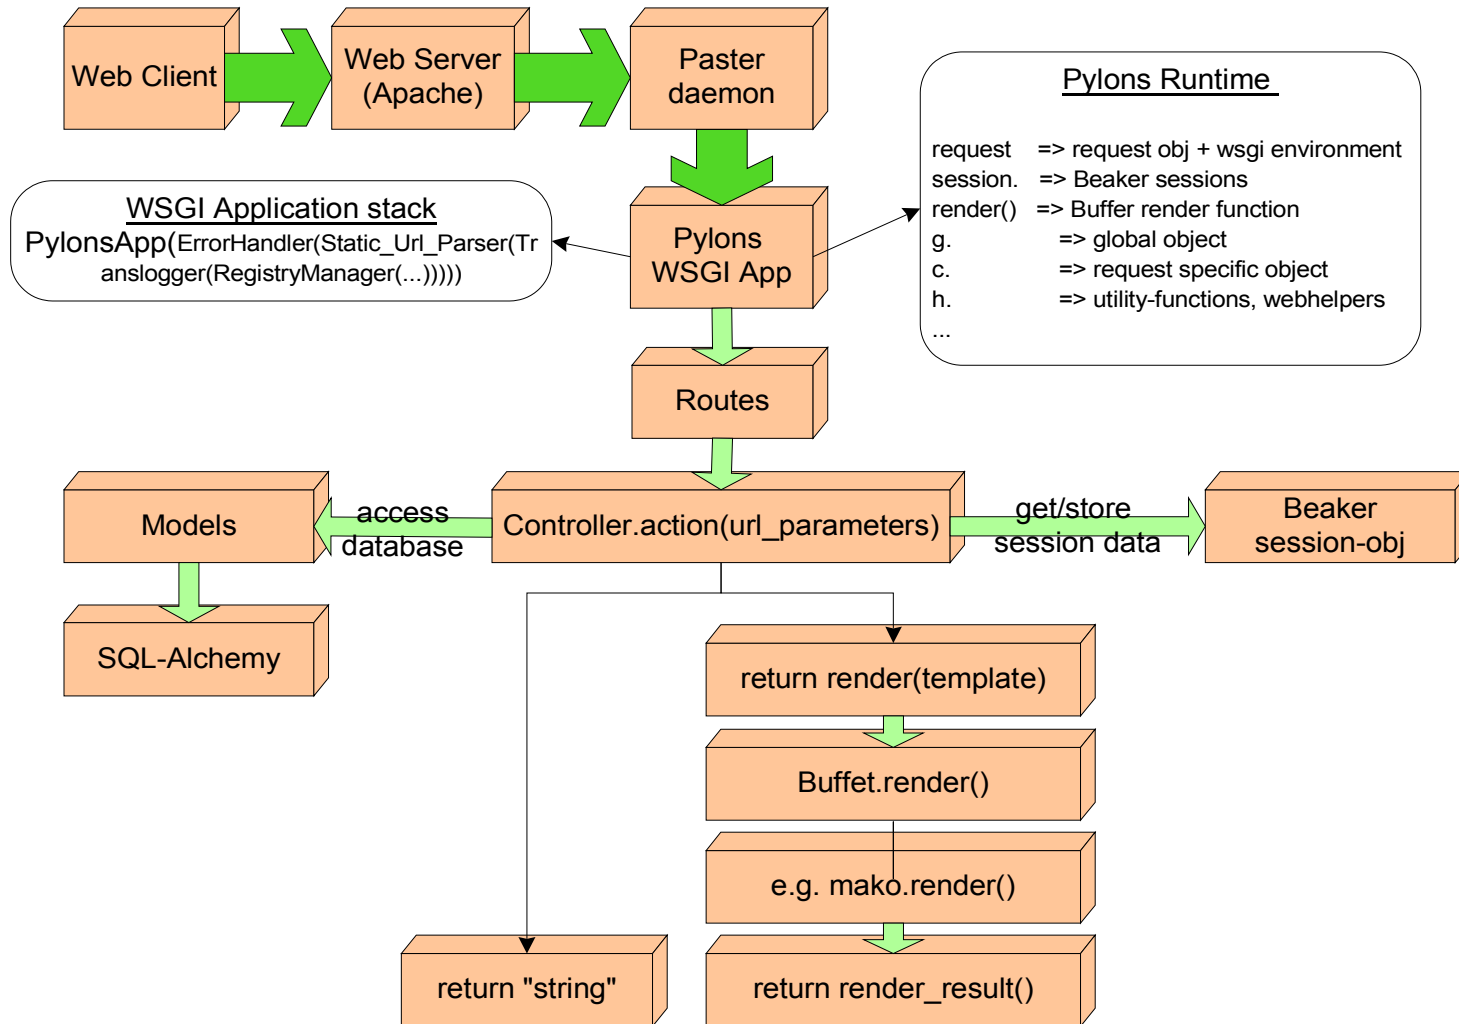 Web Client
Web Server
(Apache)
Paster
daemon
Pylons Runtime
request => request obj + wsgi environment
session. => Beaker sessions
render() => Buffer render function
g. => global object
c. => request specific object
h. => utility-functions, webhelpers
...
WSGI Application stack
PylonsApp(ErrorHandler(Static_Url_Parser(Tr
anslogger(RegistryManager(...)))))
Pylons
WSGI App
Routes
Models
access
database
Controller.action(url_parameters)
get/store
session data
Beaker
session-obj
SQL-Alchemy
return render(template)
Buffet.render()
e.g. mako.render()
return "string"
return render_result()